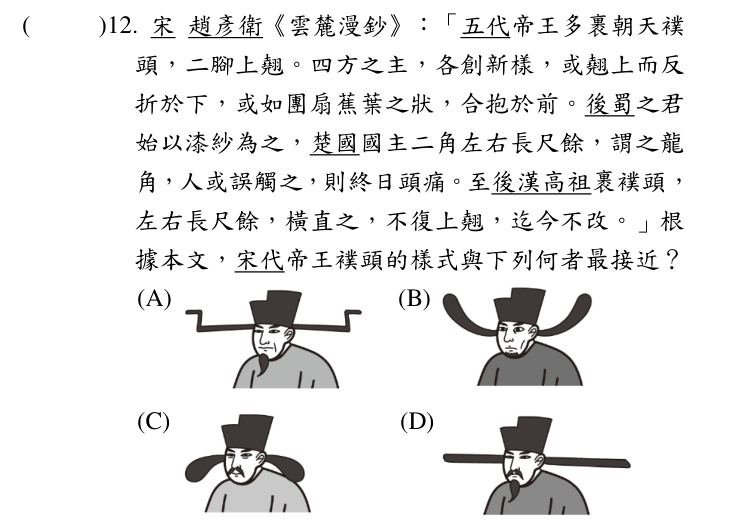 (　　)12. 宋 趙彥衛《雲麓漫鈔》：「五代帝王多裹朝天襆
頭，二腳上翹。四方之主，各創新樣，或翹上而反
折於下，或如團扇蕉葉之狀，合抱於前。後蜀之君
始以漆紗為之，楚國國主二角左右長尺餘，謂之龍
角，人或誤觸之，則終日頭痛。至後漢高祖裹襆頭，
左右長尺餘，橫直之，不復上翹，迄今不改。」根
據本文，宋代帝王襆頭的樣式與下列何者最接近？
(A) (B)
(C) (D)